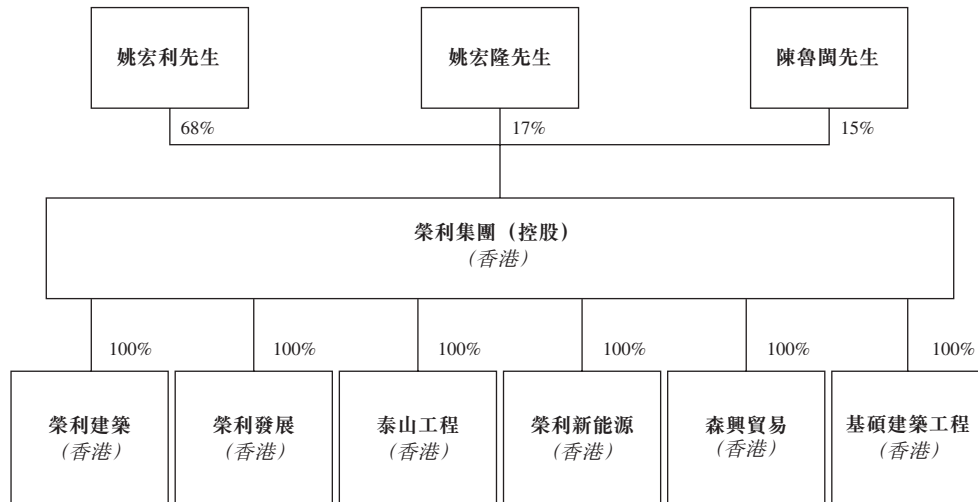 姚宏利先生
姚宏隆先生
陳魯閩先生
68%
17%
15%
榮利集團（控股）
（香港）
100%
100%
100%
100%
100%
100%
榮利建築
（香港）
榮利發展
（香港）
泰山工程
（香港）
榮利新能源
（香港）
森興貿易
（香港）
基碩建築工程
（香港）